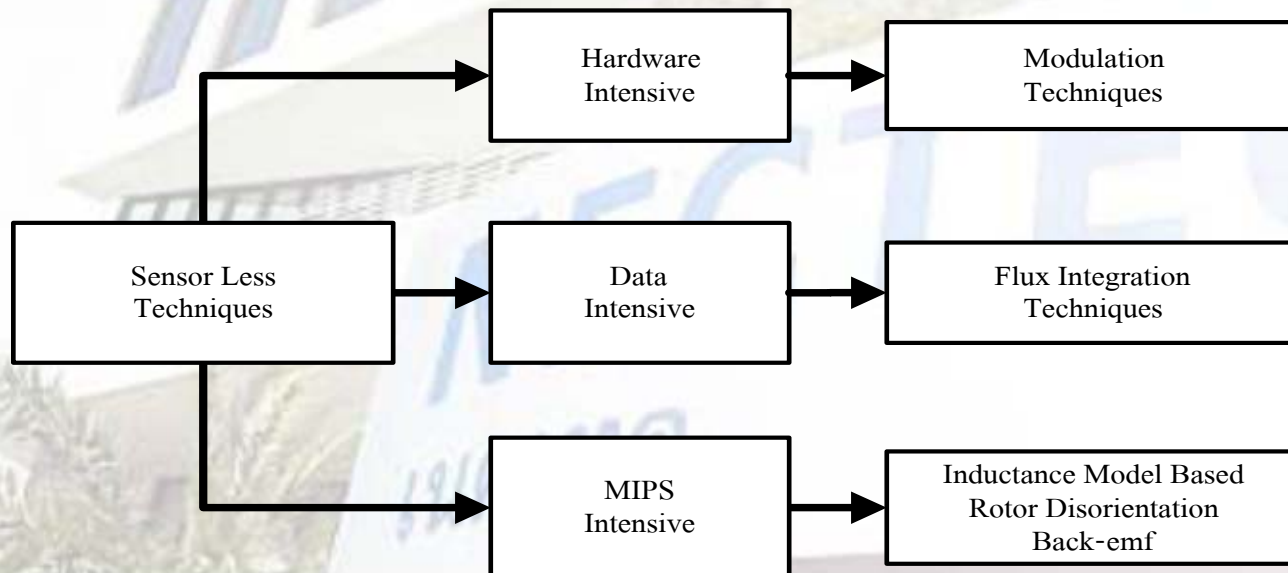 Hardware
Intensive
Modulation
Techniques
Sensor Less
Techniques
Data
Intensive
Flux Integration
Techniques
MIPS
Intensive
Inductance Model Based
Rotor Disorientation
Back-emf